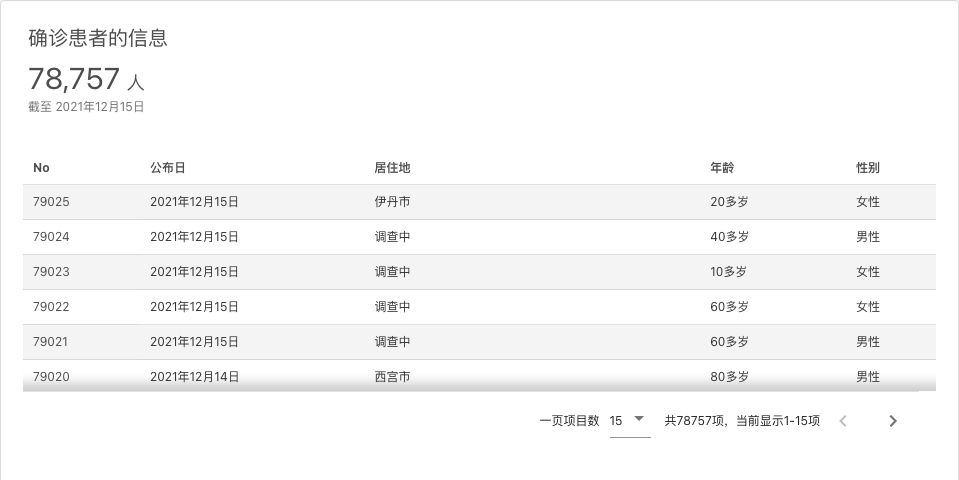 确诊患者的信息
78,757 人
截至 2021年12月15日
No 公布日 居住地 年龄 性别
79025 2021年12月15日 伊丹市 20多岁 女性
79024 2021年12月15日 调查中 40多岁 男性
79023 2021年12月15日 调查中 10多岁 女性
79022 2021年12月15日 调查中 60多岁 女性
79021 2021年12月15日 调查中 60多岁 男性
79020 2021年12月14日 西宫市 80多岁 男性
一页项目数 15 共78757项，当前显示1-15项